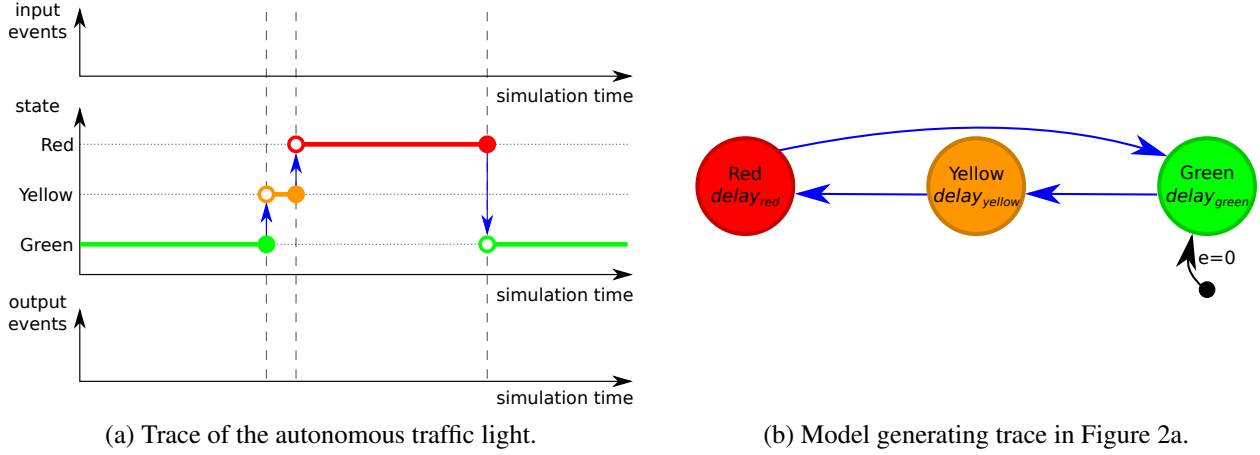 input
events
simulation time
state
Red
Yellow
Green
simulation time
output
events
simulation time
(a) Trace of the autonomous traffic light.
Red
delayred
Yellow
delayyellow
Green
delaygreen
e=0
(b) Model generating trace in Figure 2a.